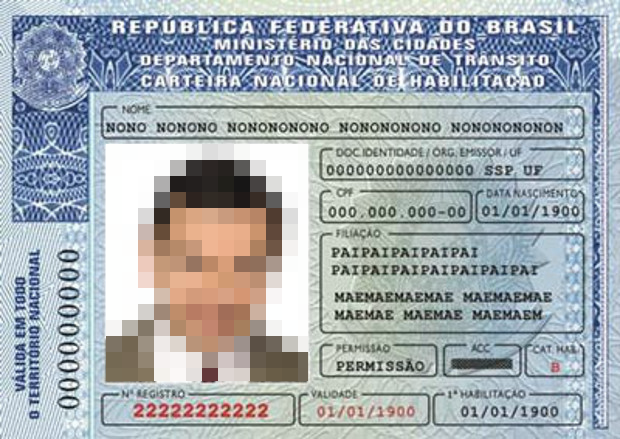 REPÚBLICA FEDERATIVA DO BRASIL
MINISTÉRIO DAS CIDADES
DEPARTAMENTO NACIONAL DE TRÂNSITO
CARTEIRA NACIONAL DE HABILITAÇÃO
NOME
NONO NONONO NONONONONO NONONONONO NONONONONON
DOC. IDENTIDADE / ÓRG. EMISSOR / UF
000000000000000 SSP UF
CPF
000.000.000-00
DATA NASCIMENTO
01/01/1900
FILIAÇÃO
PAIPAIPAIPAIPAI
PAIPAIPAIPAIPAIPAIPAI
MAEMAEMAEMAE MAEMAEMAE
MAEMAE MAEMAE MAEMAEM
PERMISSÃO
PERMISSÃO
ACC
CAT. HAB.
B
Nº REGISTRO
22222222222
VALIDADE
01/01/1900
1ª HABILITAÇÃO
01/01/1900
VÁLIDA EM TODO
O TERRITÓRIO NACIONAL
000000000